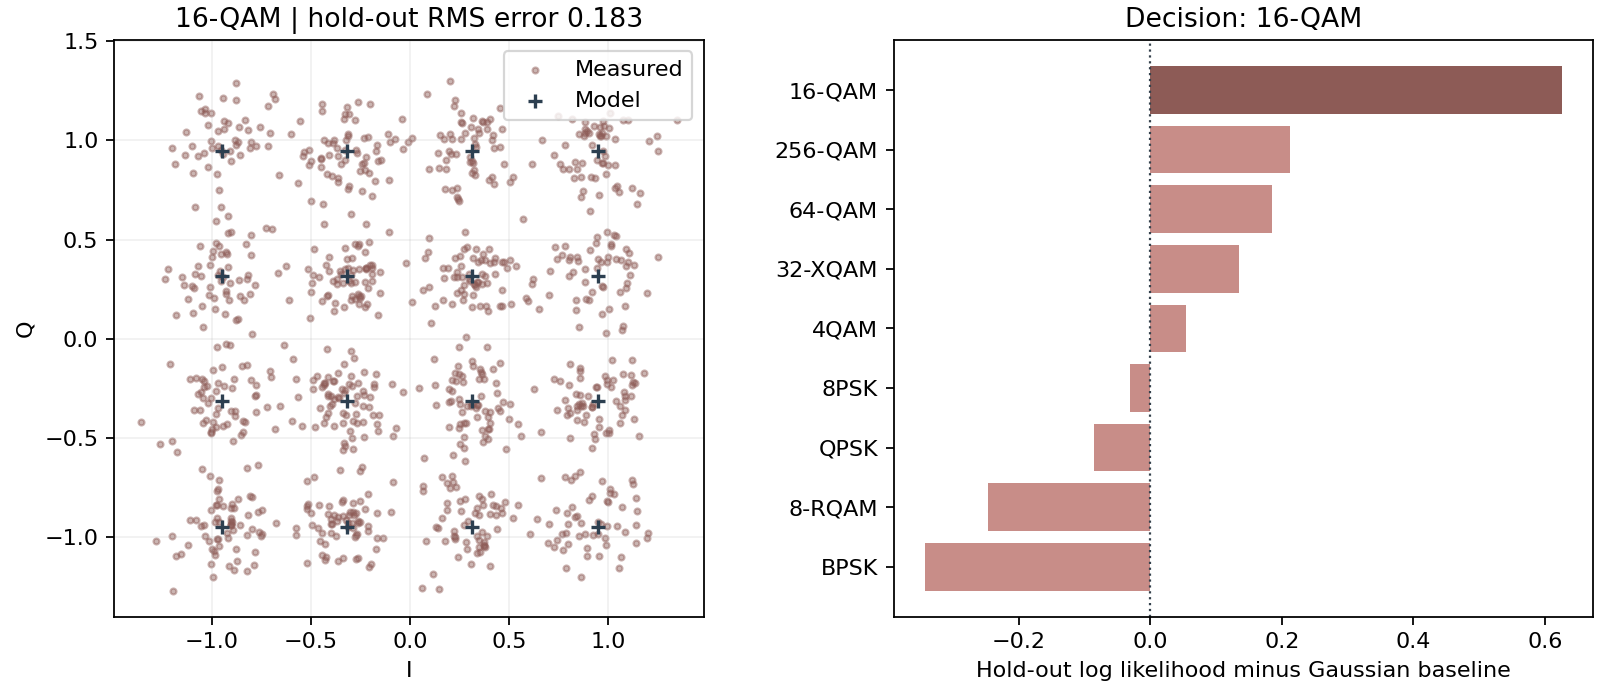 16-QAM | hold-out RMS error 0.183
Measured
Model
1.5
1.0
0.5
0.0
−0.5
−1.0
Q
−1.0
−0.5
0.0
0.5
1.0
I
Decision: 16-QAM
16-QAM
256-QAM
64-QAM
32-XQAM
4QAM
8PSK
QPSK
8-RQAM
BPSK
−0.2
0.0
0.2
0.4
0.6
Hold-out log likelihood minus Gaussian baseline